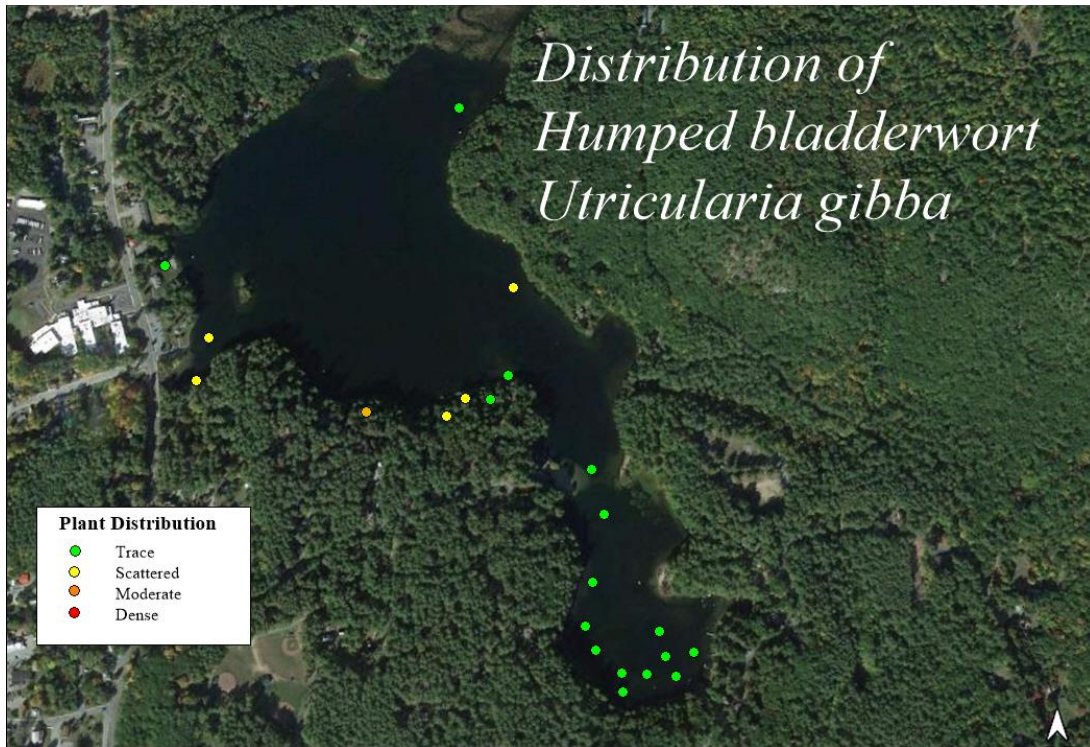 Distribution of
Humped bladderwort
Utricularia gibba
Plant Distribution
Trace
Scattered
Moderate
Dense